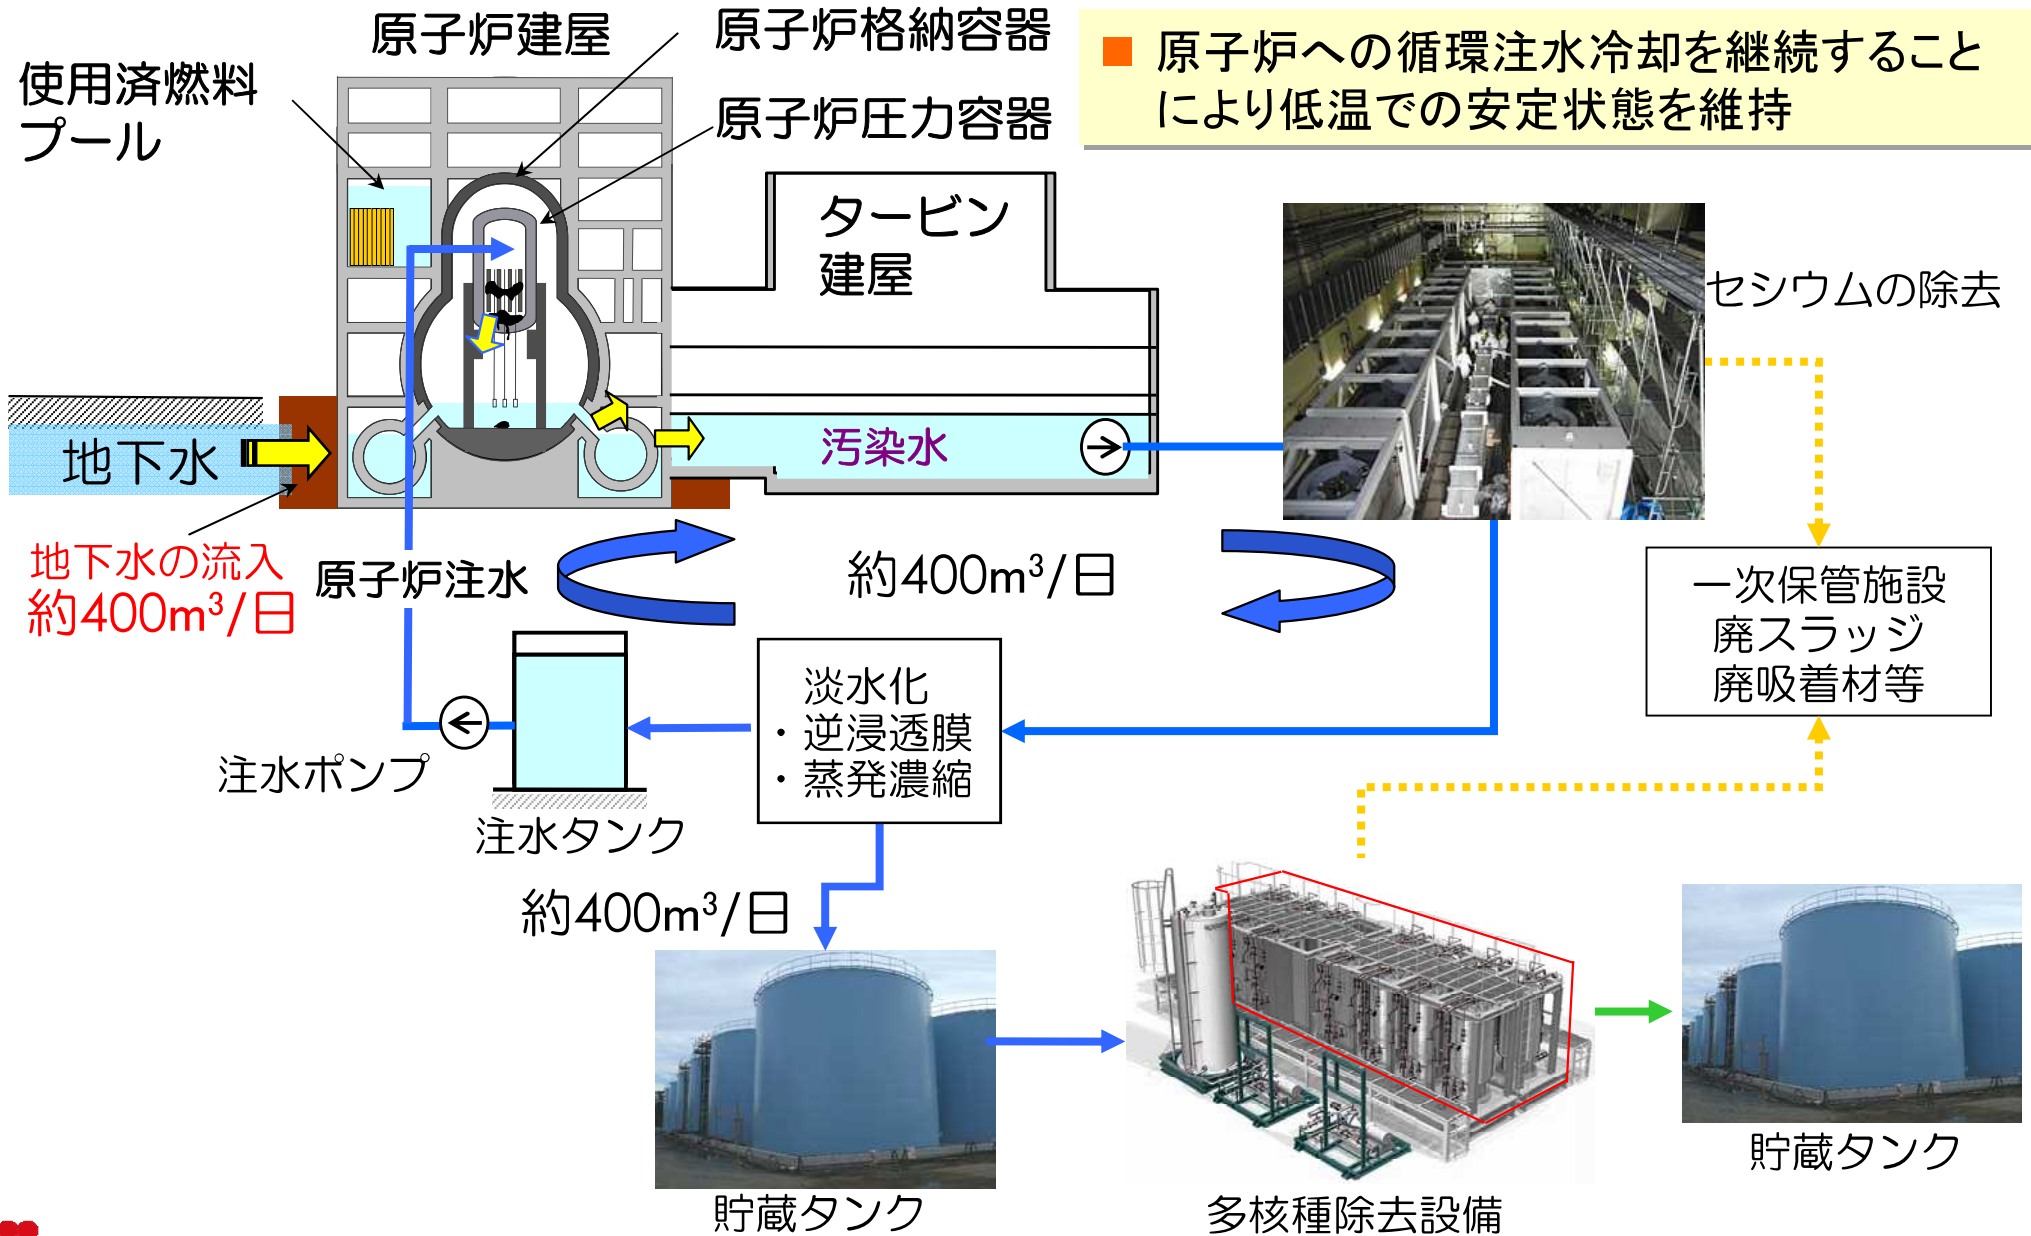 原子炉建屋
原子炉格納容器
■ 原子炉への循環注水冷却を継続すること
により低温での安定状態を維持
使用済燃料
プール
原子炉圧力容器
タービン
建屋
セシウムの除去
地下水
汚染水
地下水の流入
約400m³/日
原子炉注水
約400m³/日
一次保管施設
廃スラッジ
廃吸着材等
淡水化
・逆浸透膜
・蒸発濃縮
注水ポンプ
注水タンク
約400m³/日
貯蔵タンク
多核種除去設備
貯蔵タンク